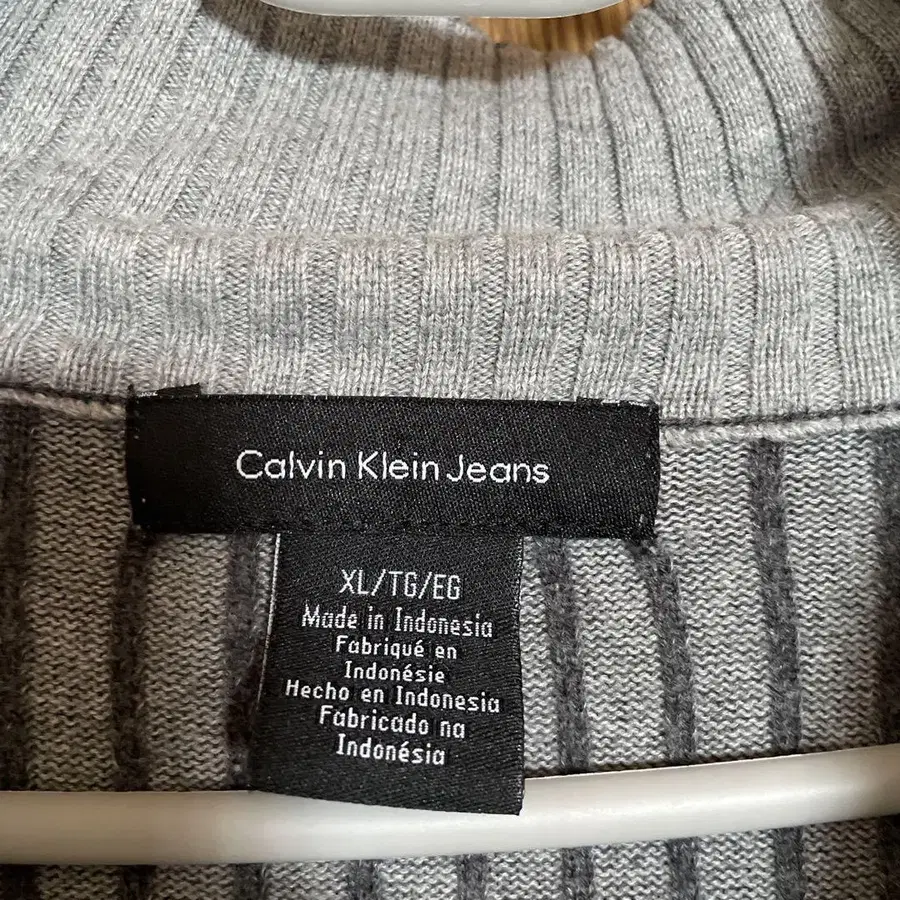 Calvin Klein Jeans
XL/TG/EG
Made in Indonesia
Fabriqué en
Indonésie
Hecho en Indonesia
Fabricado na
Indonésia